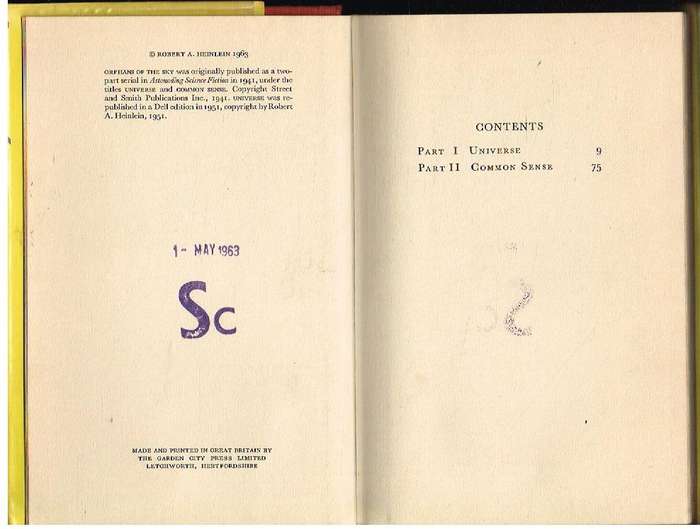 © ROBERT A. HEINLEIN 1963
ORPHANS OF THE SKY was originally published as a two-
part serial in Astounding Science Fiction in 1941, under the
titles UNIVERSE and COMMON SENSE. Copyright Street
and Smith Publications Inc., 1941. UNIVERSE was re-
published in a Dell edition in 1951, copyright by Robert
A. Heinlein, 1951.
1- MAY 1963
Sc
MADE AND PRINTED IN GREAT BRITAIN BY
THE GARDEN CITY PRESS LIMITED
LETCHWORTH, HERTFORDSHIRE
CONTENTS
PART I UNIVERSE 9
PART II COMMON SENSE 75